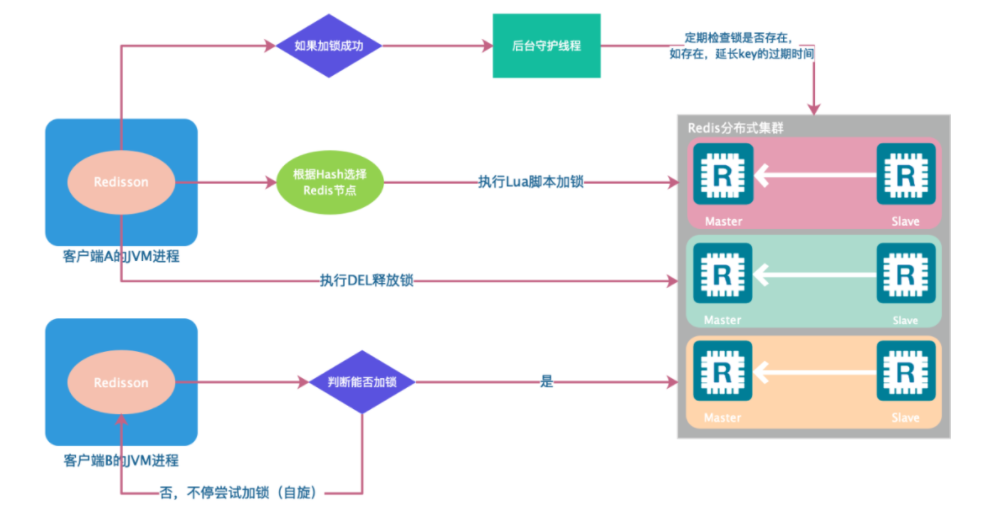 如果加锁成功
后台守护线程
定期检查锁是否存在，
如存在，延长key的过期时间
Redis分布式集群
Redisson
根据Hash选择
Redis节点
执行Lua脚本加锁
Master
Slave
客户端A的JVM进程
执行DEL释放锁
Master
Slave
Redisson
判断能否加锁
是
Master
Slave
客户端B的JVM进程
否，不停尝试加锁（自旋）
R
R
R
R
R
R